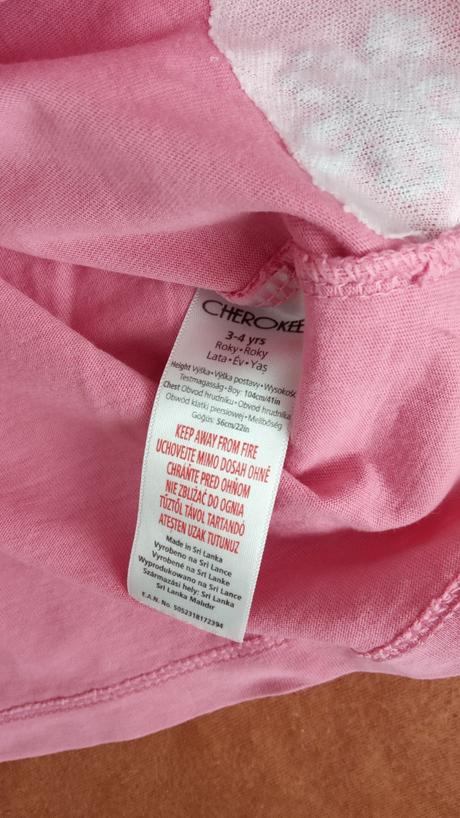 CHEROKEE
3-4 yrs
Roky • Roky
Lata • Év • Yaş
Height Výška • Výška postavy • Wysokość
Testmagasság • Boy: 104cm/41in
Chest Obvod hrudníku • Obvod hrudníka
Obwód klatki piersiowej • Mellbőség
Göğüs: 56cm/22in
KEEP AWAY FROM FIRE
UCHOVEJTE MIMO DOSAH OHNĚ
CHRÁŇTE PRED OHŇOM
NIE ZBLIŻAĆ DO OGNIA
TŰZTŐL TÁVOL TARTANDÓ
ATEŞTEN UZAK TUTUNUZ
Made in Sri Lanka
Vyrobeno na Srí Lance
Vyrobené na Srí Lanke
Wyprodukowano na Sri Lance
Származási hely: Srí Lanka
Sri Lanka Malıdır
E.A.N. No. 5052318172394